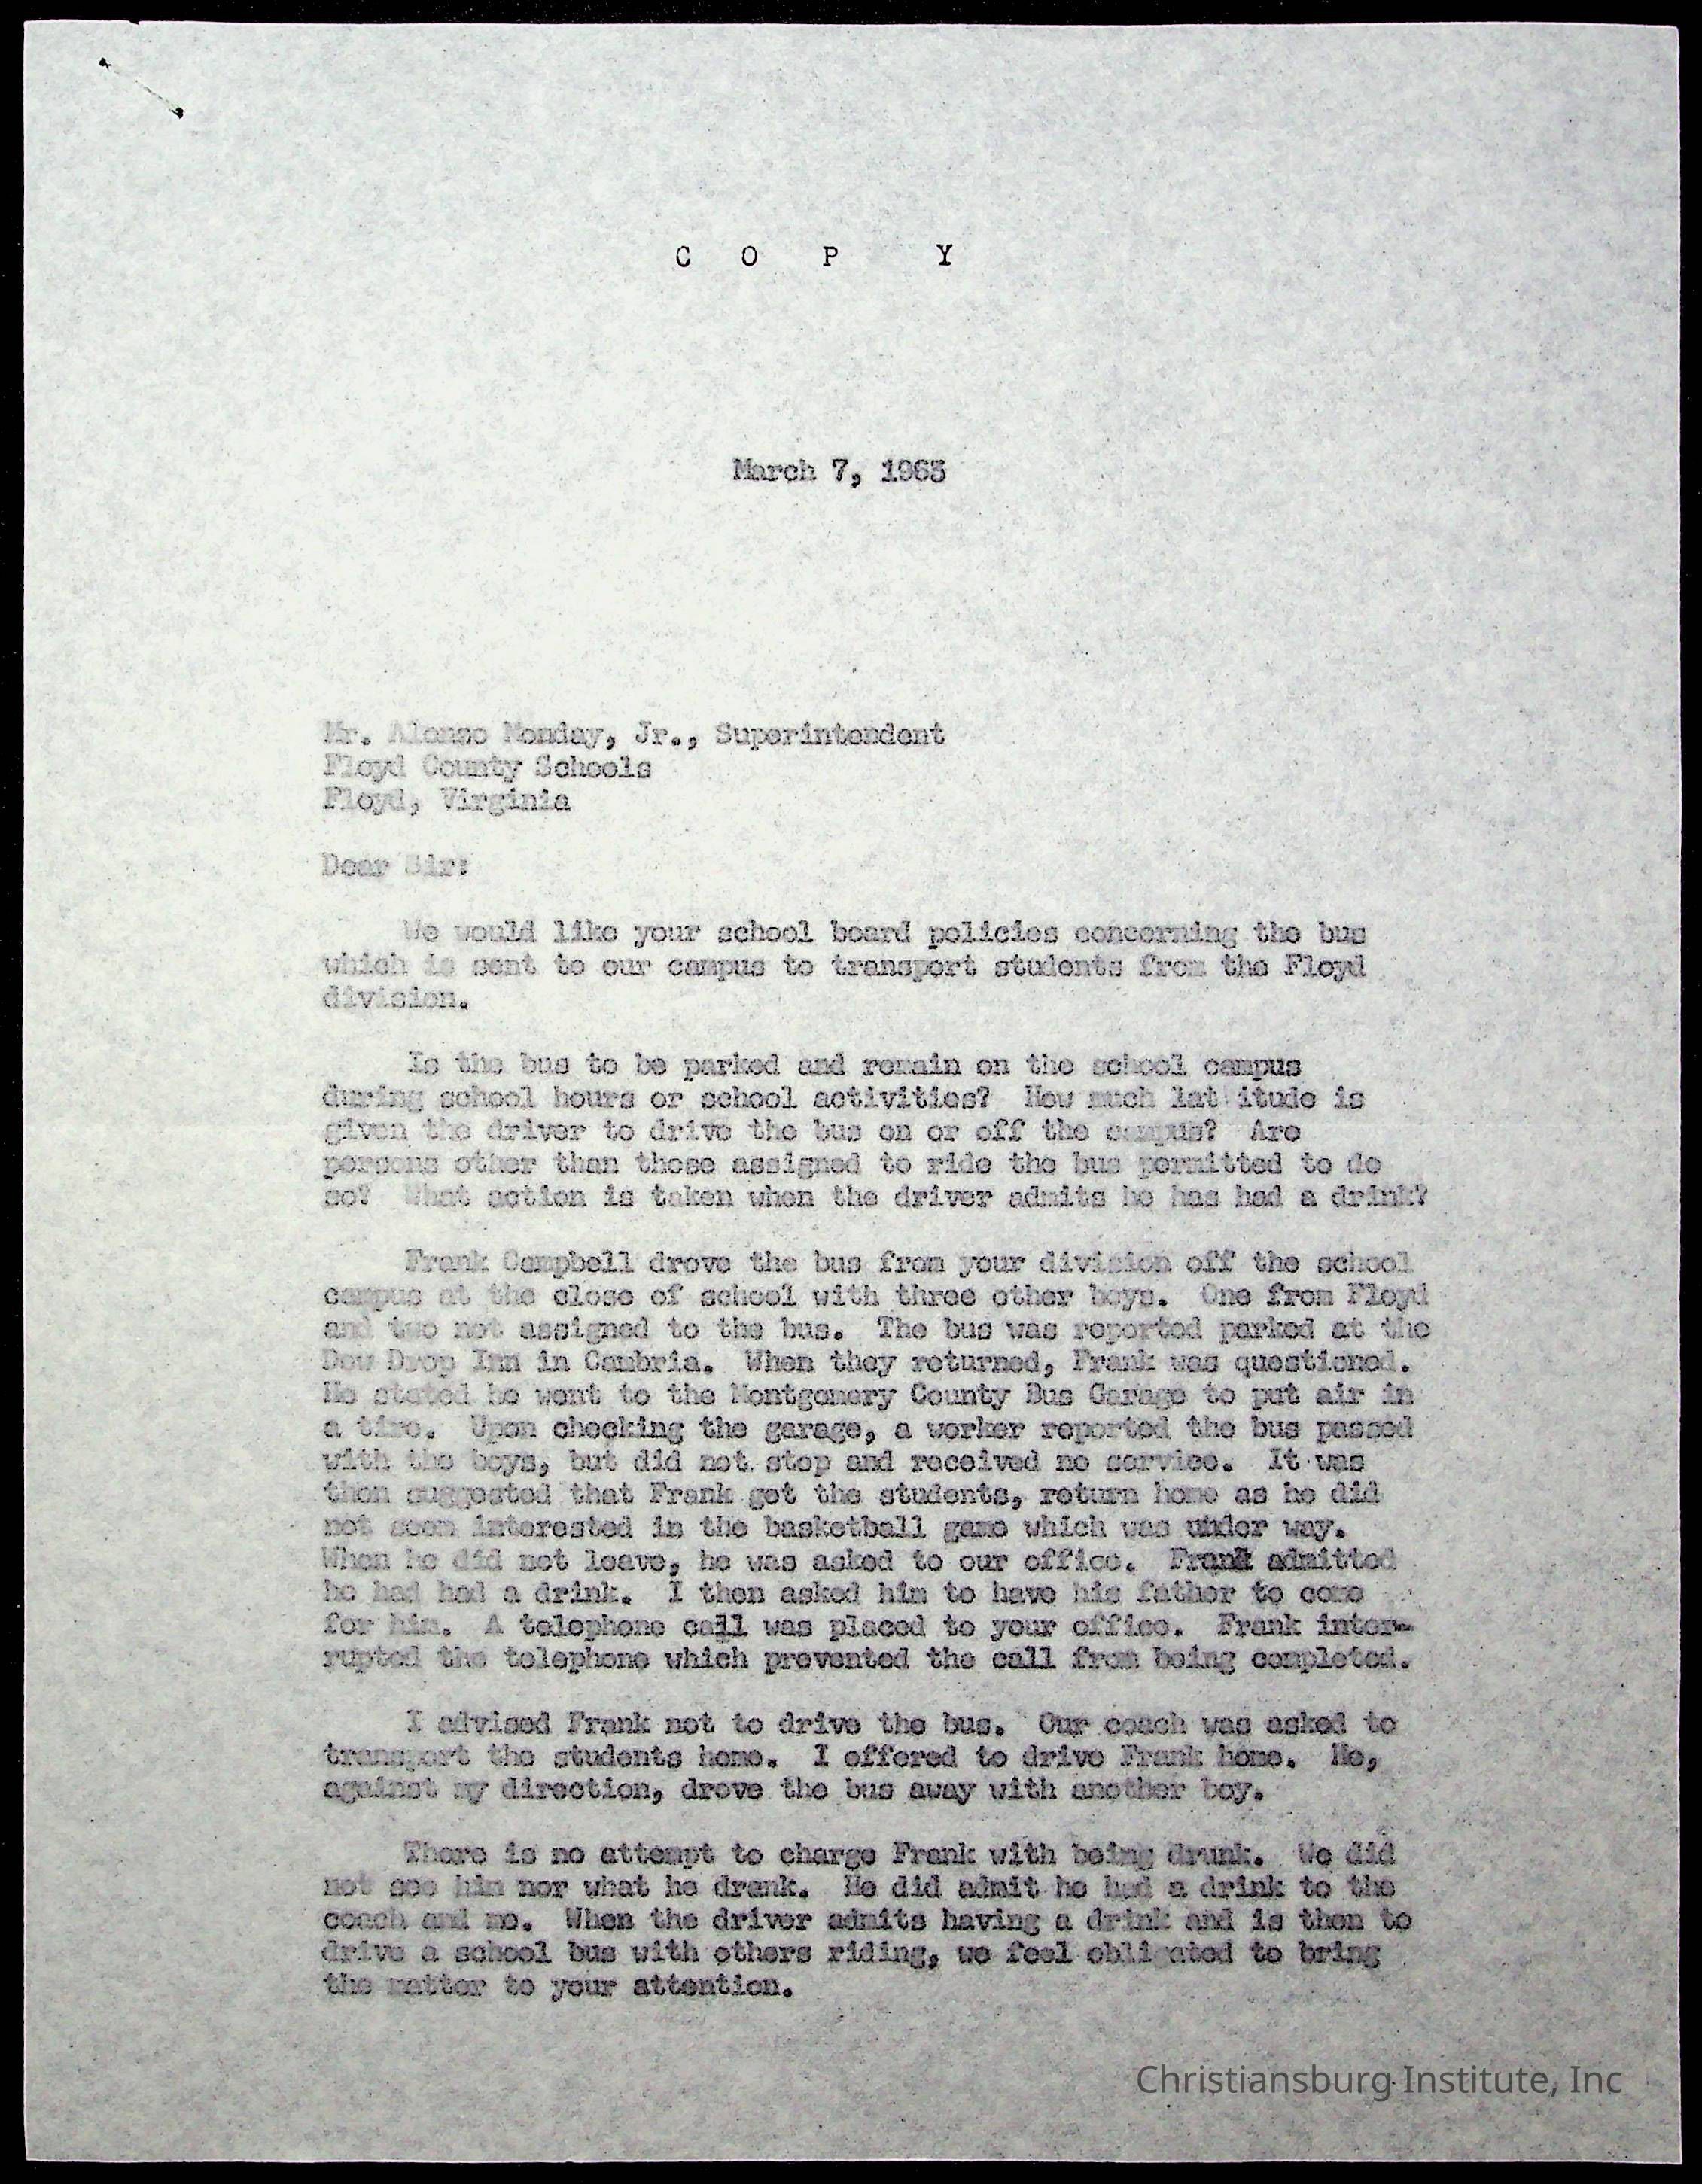 C O P Y
March 7, 1963
Mr. Alonzo Monday, Jr., Superintendent
Floyd County Schools
Floyd, Virginia
Dear Sir:
We would like your school board policies concerning the bus
which is sent to our campus to transport students from the Floyd
division.
Is the bus to be parked and remain on the school campus
during school hours or school activities? How much lat itude is
given the driver to drive the bus on or off the campus? Are
persons other than those assigned to ride the bus permitted to do
so? What action is taken when the driver admits he has had a drink?
Frank Campbell drove the bus from your division off the school
campus at the close of school with three other boys. One from Floyd
and two not assigned to the bus. The bus was reported parked at the
Dew Drop Inn in Cambria. When they returned, Frank was questioned.
He stated he went to the Montgomery County Bus Garage to put air in
a tire. Upon checking the garage, a worker reported the bus passed
with the boys, but did not stop and received no service. It was
then suggested that Frank get the students, return home as he did
not seem interested in the basketball game which was under way.
When he did not leave, he was asked to our office. Frank admitted
he had had a drink. I then asked him to have his father to come
for him. A telephone call was placed to your office. Frank inter-
rupted the telephone which prevented the call from being completed.
I advised Frank not to drive the bus. Our coach was asked to
transport the students home. I offered to drive Frank home. He,
against my direction, drove the bus away with another boy.
There is no attempt to charge Frank with being drunk. We did
not see him nor what he drank. He did admit he had a drink to the
coach and me. When the driver admits having a drink and is then to
drive a school bus with others riding, we feel obligated to bring
the matter to your attention.
Christiansburg Institute, Inc